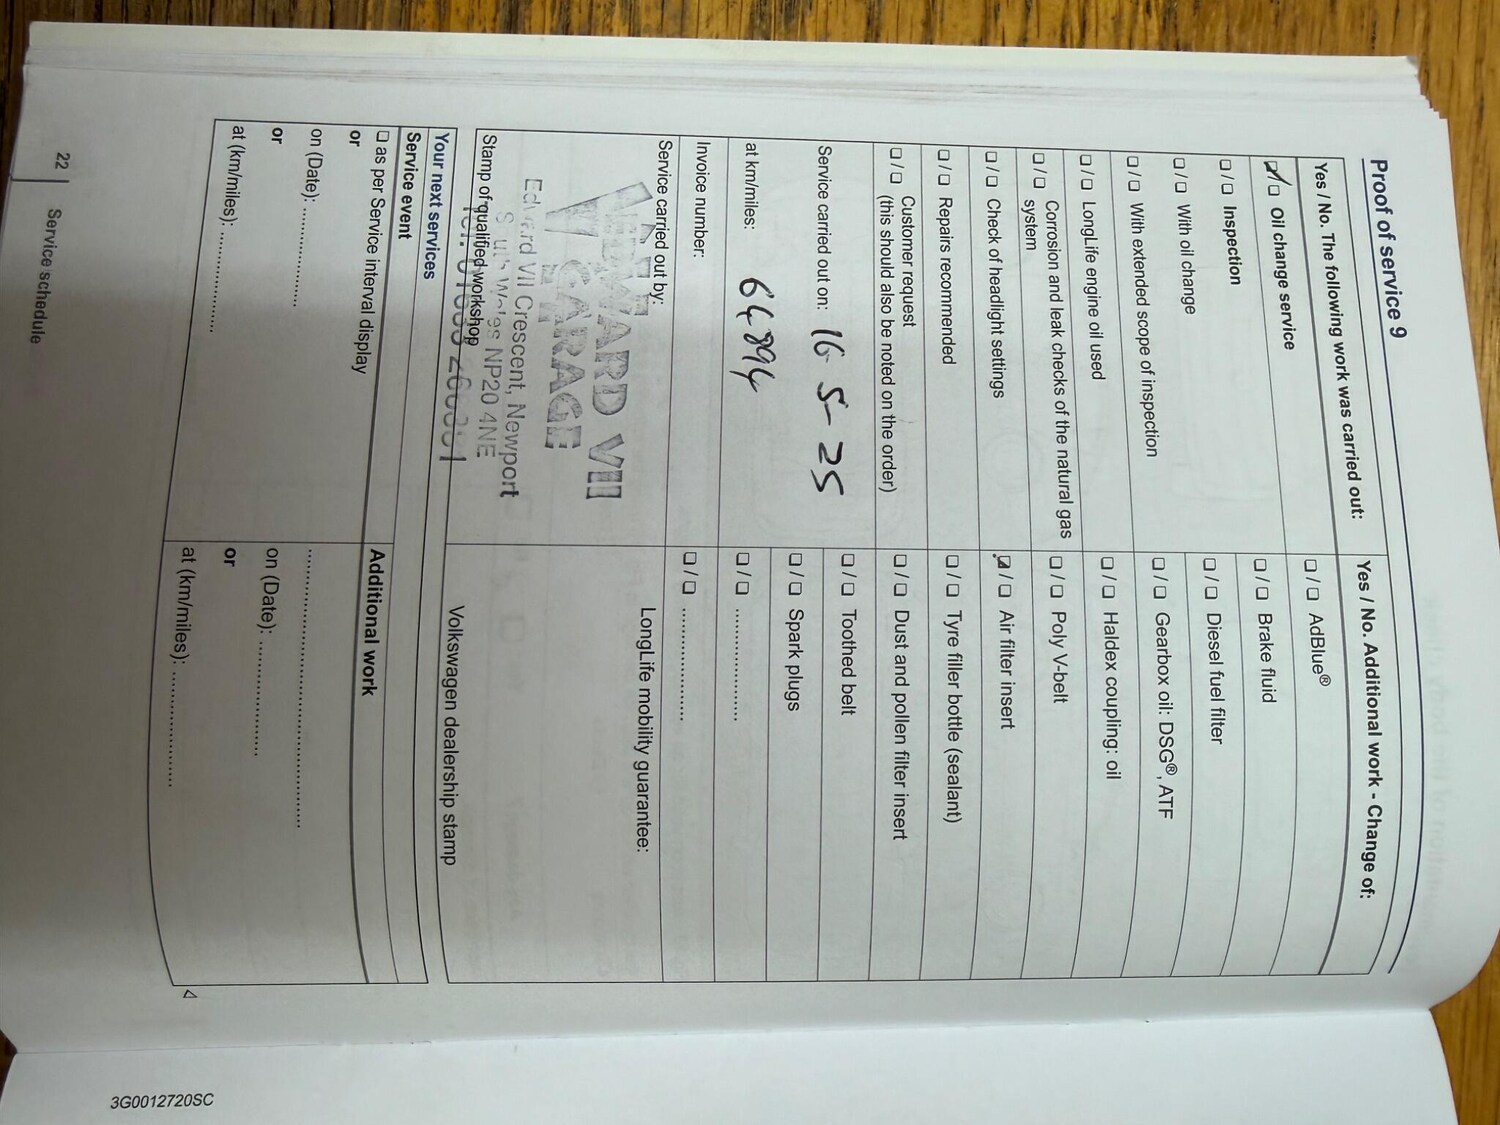 Proof of service 9
Yes / No. The following work was carried out:
☑ / ☐ Oil change service
☐ / ☐ Inspection
☐ / ☐ With oil change
☐ / ☐ With extended scope of inspection
☐ / ☐ LongLife engine oil used
☐ / ☐ Corrosion and leak checks of the natural gas
system
☐ / ☐ Check of headlight settings
☐ / ☐ Repairs recommended
☐ / ☐ Customer request
(this should also be noted on the order)
Service carried out on: 16 5-25
at km/miles: 64894
Invoice number:
Service carried out by:
EDWARD VII
GARAGE
Edward VII Crescent, Newport
South Wales NP20 4NE
Stamp of qualified workshop
Yes / No. Additional work - Change of:
☐ / ☐ AdBlue®
☐ / ☐ Brake fluid
☐ / ☐ Diesel fuel filter
☐ / ☐ Gearbox oil: DSG®, ATF
☐ / ☐ Haldex coupling: oil
☐ / ☐ Poly V-belt
☑ / ☐ Air filter insert
☐ / ☐ Tyre filler bottle (sealant)
☐ / ☐ Dust and pollen filter insert
☐ / ☐ Toothed belt
☐ / ☐ Spark plugs
☐ / ☐ ...............
☐ / ☐ ...............
LongLife mobility guarantee:
Volkswagen dealership stamp
Your next services
Service event
☐ as per Service interval display
or
on (Date): ...............
or
at (km/miles): ...............
Additional work
........................................
on (Date): ...............
or
at (km/miles): ...............
22 Service schedule
3G0012720SC